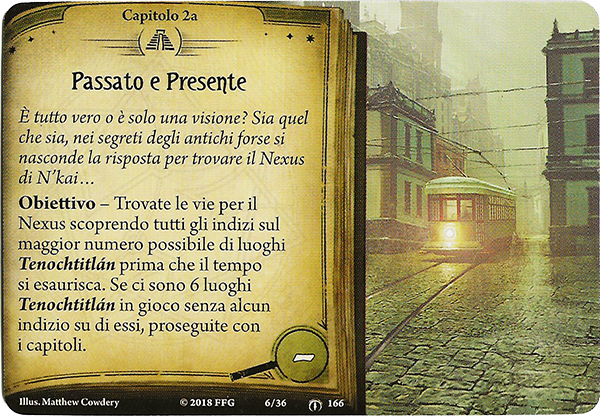 Capitolo 2a
Passato e Presente
È tutto vero o è solo una visione? Sia quel
che sia, nei segreti degli antichi forse si
nasconde la risposta per trovare il Nexus
di N'kai…
Obiettivo – Trovate le vie per il
Nexus scoprendo tutti gli indizi sul
maggior numero possibile di luoghi
Tenochtitlán prima che il tempo
si esaurisca. Se ci sono 6 luoghi
Tenochtitlán in gioco senza alcun
indizio su di essi, proseguite con
i capitoli.
–
Illus. Matthew Cowdery © 2018 FFG 6/36 166